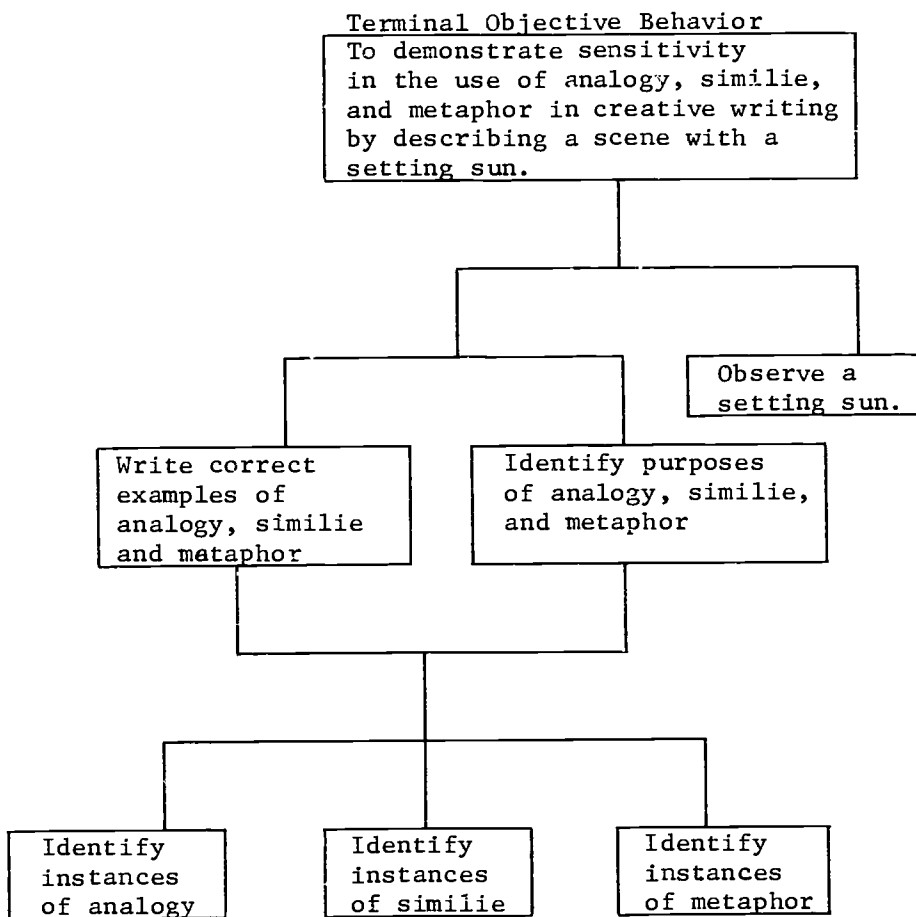 Terminal Objective Behavior
To demonstrate sensitivity
in the use of analogy, similie,
and metaphor in creative writing
by describing a scene with a
setting sun.
Observe a
setting sun.
Write correct
examples of
analogy, similie
and metaphor
Identify purposes
of analogy, similie,
and metaphor
Identify
instances
of analogy
Identify
instances
of similie
Identify
instances
of metaphor